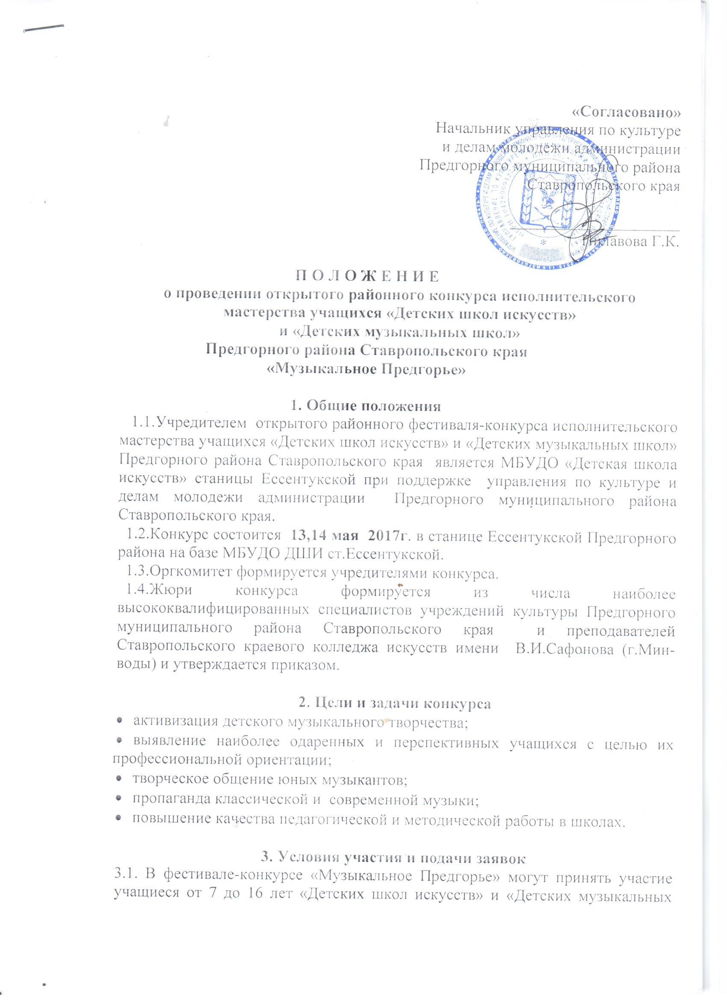 «Согласовано»
Начальник управления по культуре
и делам молодежи администрации
Предгорного муниципального района
Ставропольского края
Г.К.
П О Л О Ж Е Н И Е
о проведении открытого районного конкурса исполнительского
мастерства учащихся «Детских школ искусств»
и «Детских музыкальных школ»
Предгорного района Ставропольского края
«Музыкальное Предгорье»
1. Общие положения
1.1.Учредителем открытого районного фестиваля-конкурса исполнительского
мастерства учащихся «Детских школ искусств» и «Детских музыкальных школ»
Предгорного района Ставропольского края является МБУДО «Детская школа
искусств» станицы Ессентукской при поддержке управления по культуре и
делам молодежи администрации Предгорного муниципального района
Ставропольского края.
1.2.Конкурс состоится 13,14 мая 2017г. в станице Ессентукской Предгорного
района на базе МБУДО ДШИ ст.Ессентукской.
1.3.Оргкомитет формируется учредителями конкурса.
1.4.Жюри конкурса формируется из числа наиболее
высококвалифицированных специалистов учреждений культуры Предгорного
муниципального района Ставропольского края и преподавателей
Ставропольского краевого колледжа искусств имени В.И.Сафонова (г.Мин-
воды) и утверждается приказом.
2. Цели и задачи конкурса
• активизация детского музыкального творчества;
• выявление наиболее одаренных и перспективных учащихся с целью их
профессиональной ориентации;
• творческое общение юных музыкантов;
• пропаганда классической и современной музыки;
• повышение качества педагогической и методической работы в школах.
3. Условия участия и подачи заявок
3.1. В фестивале-конкурсе «Музыкальное Предгорье» могут принять участие
учащиеся от 7 до 16 лет «Детских школ искусств» и «Детских музыкальных